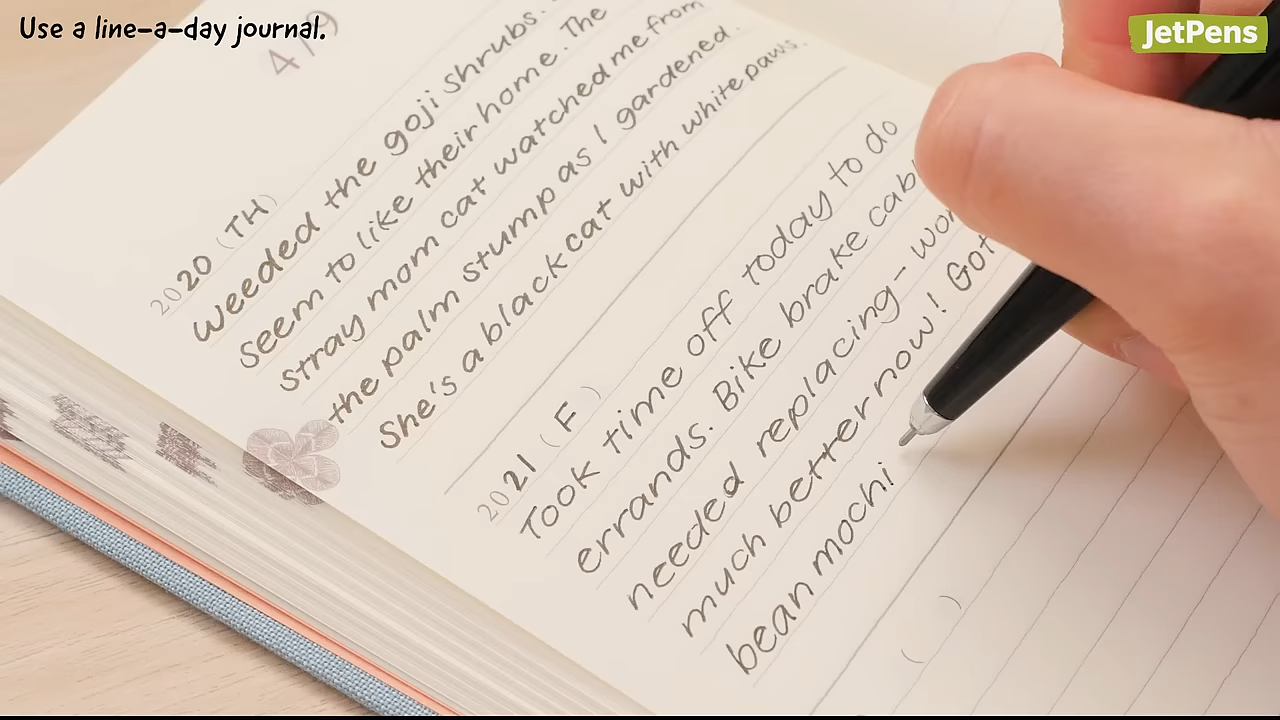 Use a line-a-day journal.
JetPens
4/9
2020 (TH)
Weeded the goji shrubs.
seem to like their home. The
stray mom cat watched me from
the palm stump as I gardened.
She's a black cat with white paws.
2021 (F)
Took time off today to do
errands. Bike brake
needed replacing-
much better now! Got
bean mochi
( )